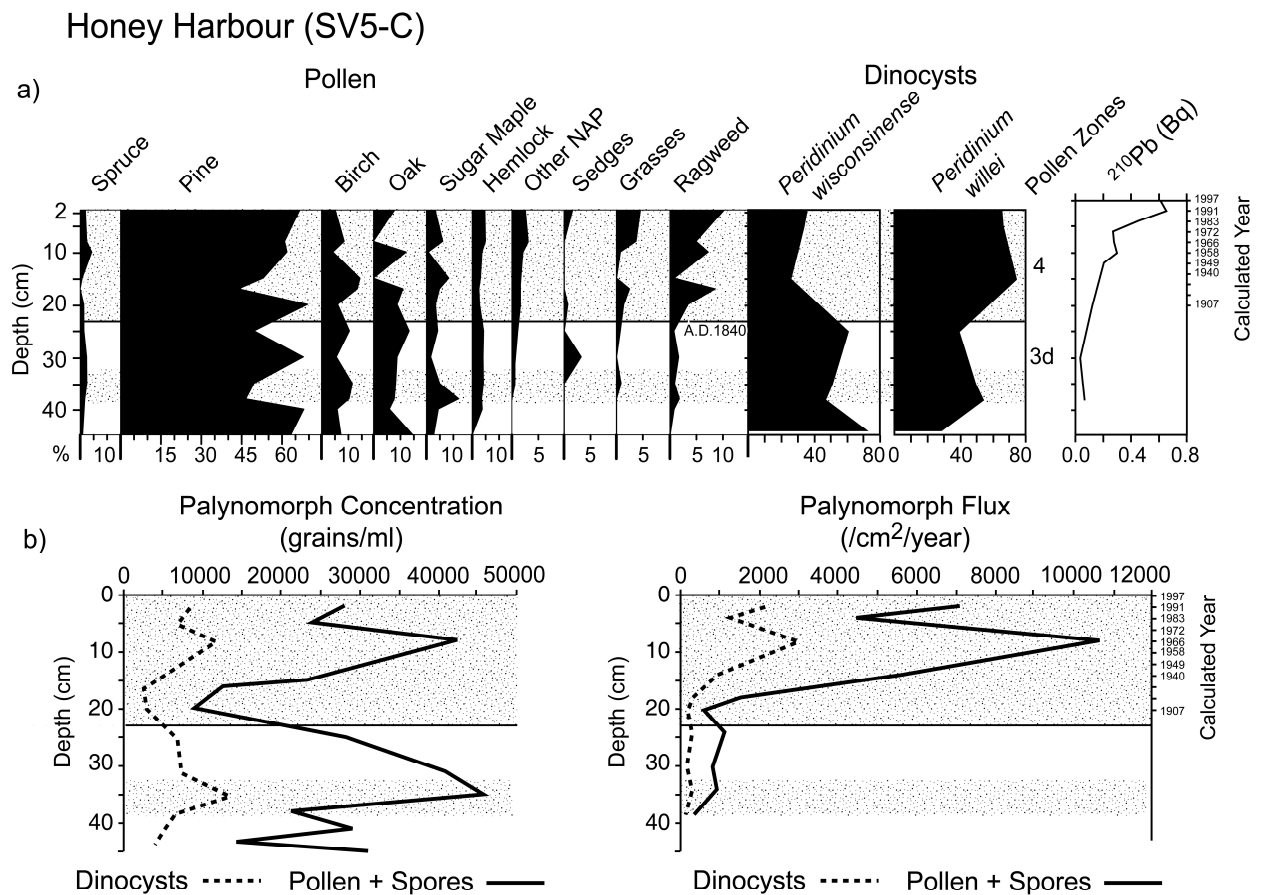 Honey Harbour (SV5-C)
a)
Pollen
Dinocysts
Spruce
Pine
Birch
Oak
Sugar Maple
Hemlock
Other NAP
Sedges
Grasses
Ragweed
Peridinium
wisconsinense
Peridinium
willei
Pollen Zones
²¹⁰Pb (Bq)
Depth (cm)
2
10
20
30
40
A.D.1840
4
3d
1997
1991
1983
1972
1966
1958
1949
1940
1907
Calculated Year
% 10 15 30 45 60 10 10 10 10 5 5 5 5 10 40 80 0 40 80 0.0 0.4 0.8
b)
Palynomorph Concentration
(grains/ml)
0 10000 20000 30000 40000 50000
Depth (cm)
0
10
20
30
40
Palynomorph Flux
(/cm²/year)
0 2000 4000 6000 8000 10000 12000
Depth (cm)
0
10
20
30
40
1997
1991
1983
1972
1966
1958
1949
1940
1907
Calculated Year
Dinocysts Pollen + Spores
Dinocysts Pollen + Spores